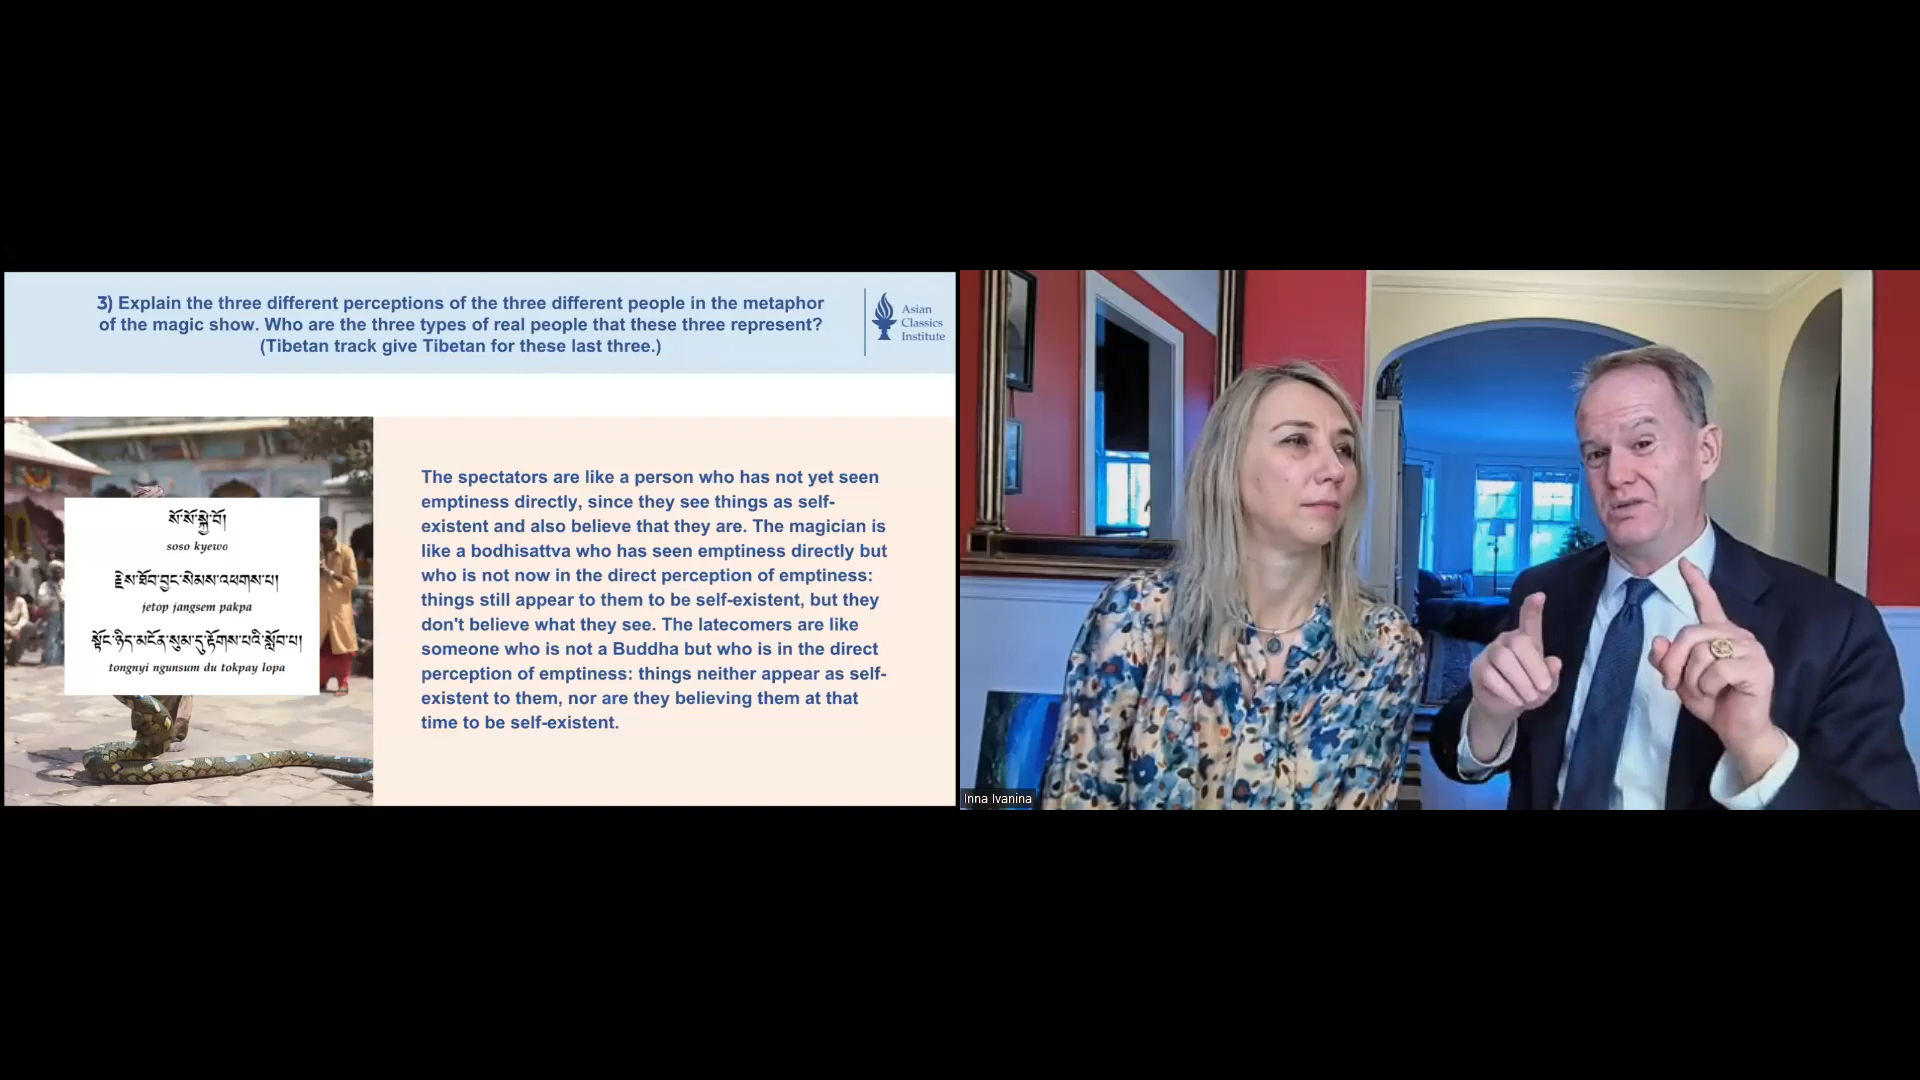 3) Explain the three different perceptions of the three different people in the metaphor
of the magic show. Who are the three types of real people that these three represent?
(Tibetan track give Tibetan for these last three.)
Asian
Classics
Institute
སོ་སོ་སྐྱེ་བོ།
soso kyewo
རྗེས་ཐོབ་བྱང་སེམས་འཕགས་པ།
jetop jangsem pakpa
སྟོང་ཉིད་མངོན་སུམ་དུ་རྟོགས་པའི་སློབ་པ།
tongnyi ngunsum du tokpay lopa
The spectators are like a person who has not yet seen
emptiness directly, since they see things as self-
existent and also believe that they are. The magician is
like a bodhisattva who has seen emptiness directly but
who is not now in the direct perception of emptiness:
things still appear to them to be self-existent, but they
don't believe what they see. The latecomers are like
someone who is not a Buddha but who is in the direct
perception of emptiness: things neither appear as self-
existent to them, nor are they believing them at that
time to be self-existent.
Inna Ivanina